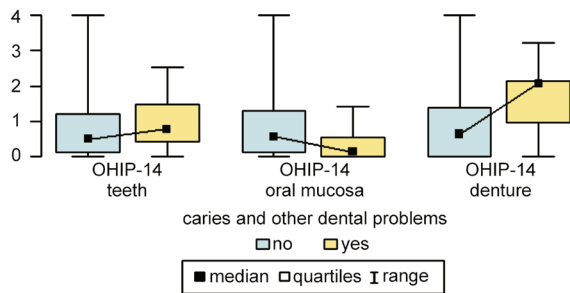 4
3
2
1
0
OHIP-14 OHIP-14 OHIP-14
teeth oral mucosa denture
caries and other dental problems
no yes
median quartiles range